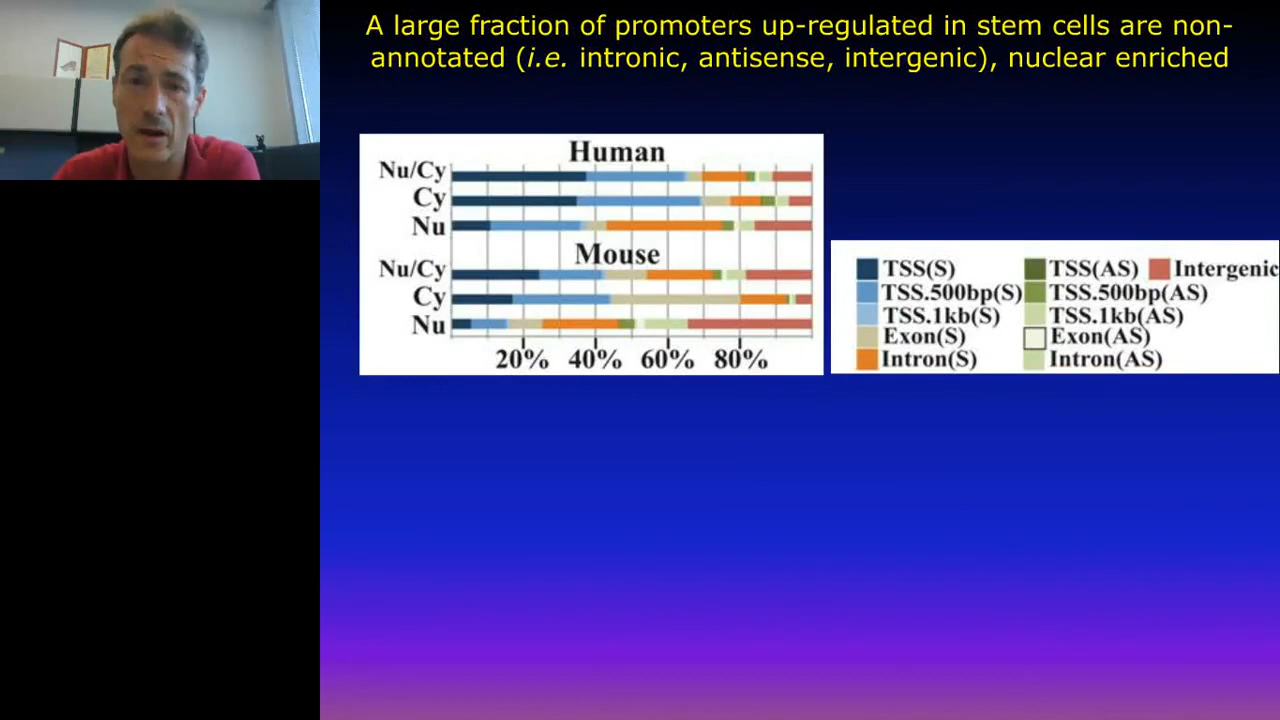 A large fraction of promoters up-regulated in stem cells are non-
annotated (i.e. intronic, antisense, intergenic), nuclear enriched
Human
Nu/Cy
Cy
Nu
Mouse
Nu/Cy
Cy
Nu
20% 40% 60% 80%
TSS(S) TSS(AS) Intergenic
TSS.500bp(S) TSS.500bp(AS)
TSS.1kb(S) TSS.1kb(AS)
Exon(S) Exon(AS)
Intron(S) Intron(AS)